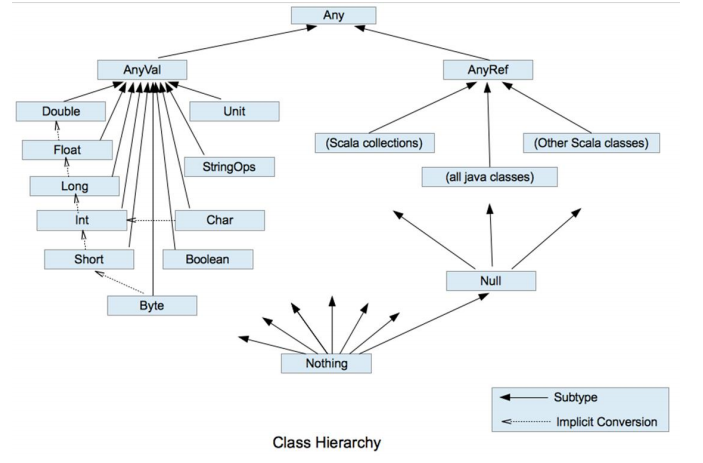 Any
AnyVal
AnyRef
Double
Unit
Float
(Scala collections)
(Other Scala classes)
StringOps
(all java classes)
Long
Int
Char
Short
Boolean
Null
Byte
Nothing
Subtype
Implicit Conversion
Class Hierarchy